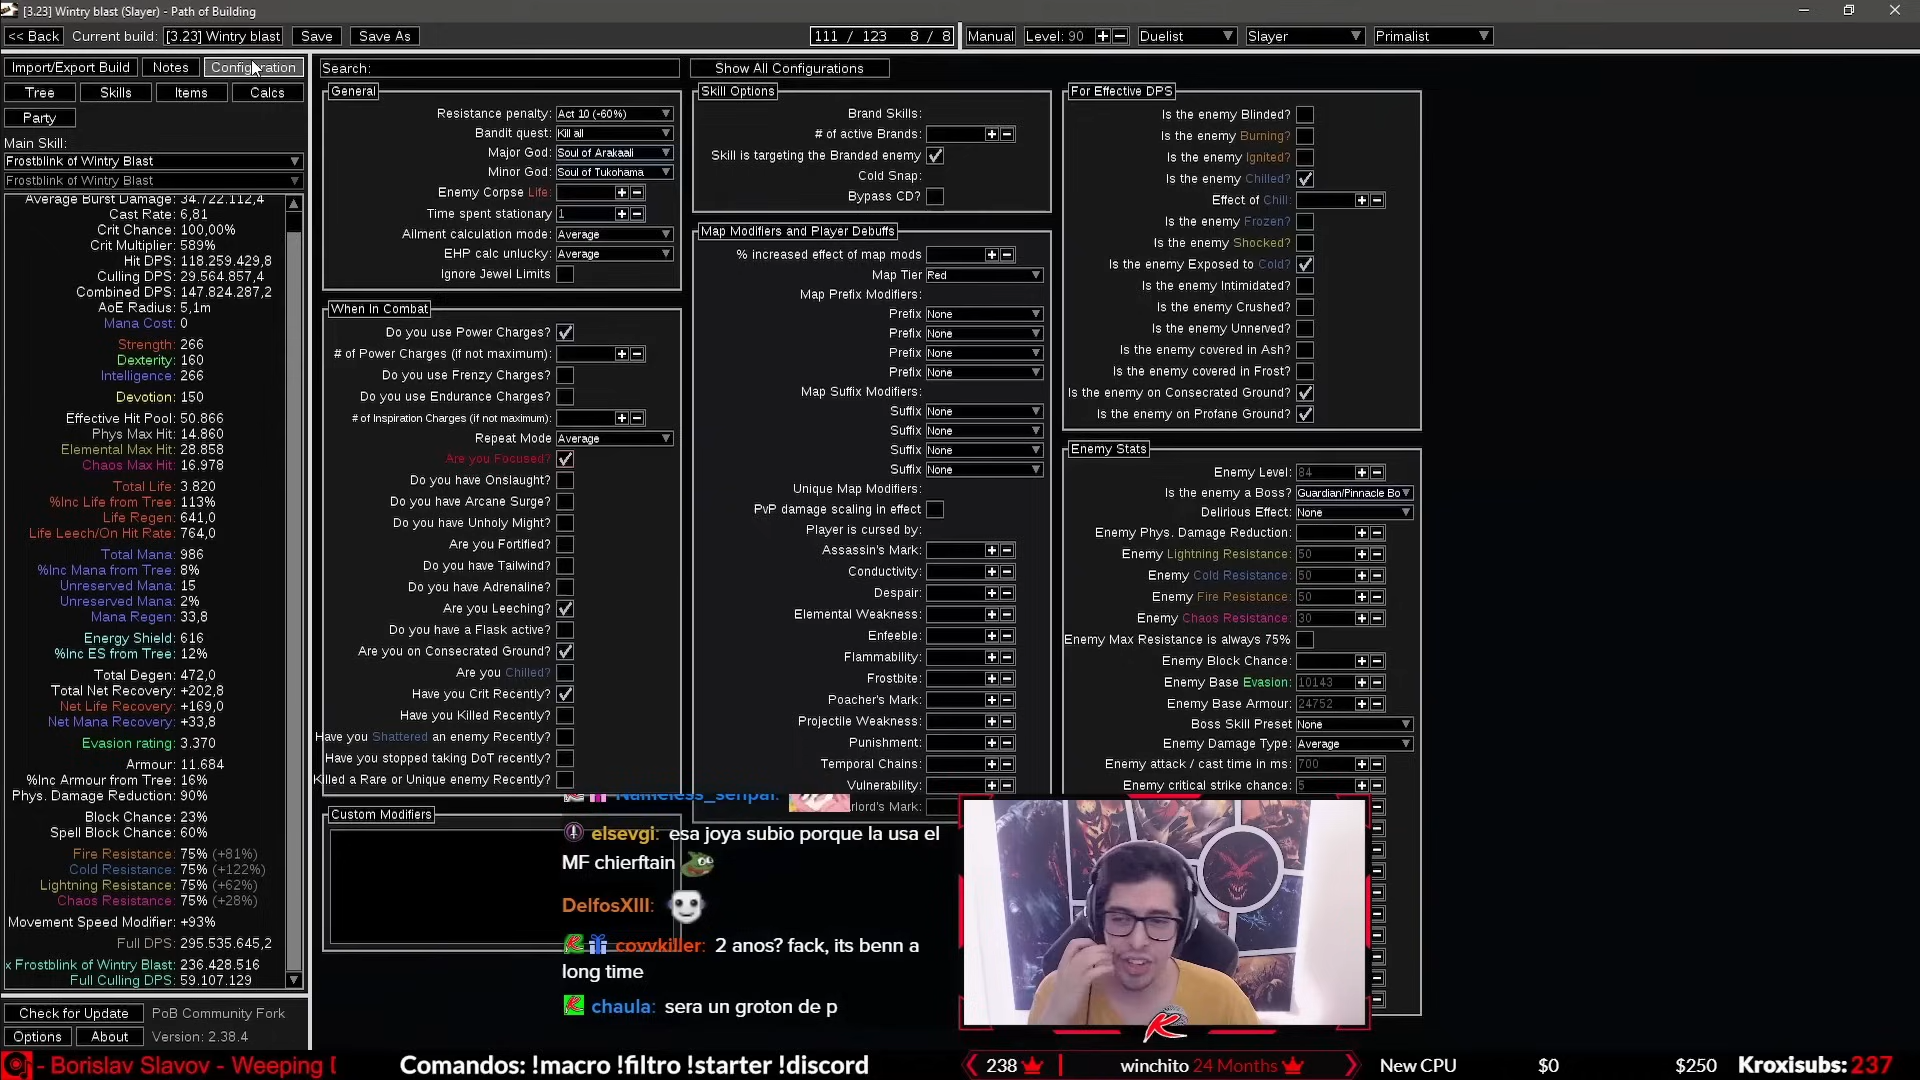 [3.23] Wintry blast (Slayer) - Path of Building
<< Back Current build: [3.23] Wintry blast Save Save As 111 / 123 8 / 8 Manual Level: 90 Duelist Slayer Primalist
Import/Export Build Notes Configuration
Tree Skills Items Calcs
Party
Main Skill:
Frostblink of Wintry Blast
Frostblink of Wintry Blast
Average Burst Damage: 34.722.112,4
Cast Rate: 6,81
Crit Chance: 100,00%
Crit Multiplier: 589%
Hit DPS: 118.259.429,8
Culling DPS: 29.564.857,4
Combined DPS: 147.824.287,2
AoE Radius: 5,1m
Mana Cost: 0
Strength: 266
Dexterity: 160
Intelligence: 266
Devotion: 150
Effective Hit Pool: 50.866
Phys Max Hit: 14.860
Elemental Max Hit: 28.858
Chaos Max Hit: 16.978
Total Life: 3.820
%Inc Life from Tree: 113%
Life Regen: 641,0
Life Leech/On Hit Rate: 764,0
Total Mana: 986
%Inc Mana from Tree: 8%
Unreserved Mana: 15
Unreserved Mana: 2%
Mana Regen: 33,8
Energy Shield: 616
%Inc ES from Tree: 12%
Total Degen: 472,0
Total Net Recovery: +202,8
Net Life Recovery: +169,0
Net Mana Recovery: +33,8
Evasion rating: 3.370
Armour: 11.684
%Inc Armour from Tree: 16%
Phys. Damage Reduction: 90%
Block Chance: 23%
Spell Block Chance: 60%
Fire Resistance: 75% (+81%)
Cold Resistance: 75% (+122%)
Lightning Resistance: 75% (+62%)
Chaos Resistance: 75% (+28%)
Movement Speed Modifier: +93%
Full DPS: 295.535.645,2
x Frostblink of Wintry Blast: 236.428.516
Full Culling DPS: 59.107.129
Check for Update PoB Community Fork
Options About Version: 2.38.4
Search: Show All Configurations
General
Resistance penalty: Act 10 (-60%)
Bandit quest: Kill all
Major God: Soul of Arakaali
Minor God: Soul of Tukohama
Enemy Corpse Life:
Time spent stationary 1
Ailment calculation mode: Average
EHP calc unlucky: Average
Ignore Jewel Limits
When In Combat
Do you use Power Charges?
# of Power Charges (if not maximum):
Do you use Frenzy Charges?
Do you use Endurance Charges?
# of Inspiration Charges (if not maximum):
Repeat Mode Average
Are you Focused?
Do you have Onslaught?
Do you have Arcane Surge?
Do you have Unholy Might?
Are you Fortified?
Do you have Tailwind?
Do you have Adrenaline?
Are you Leeching?
Do you have a Flask active?
Are you on Consecrated Ground?
Are you Chilled?
Have you Crit Recently?
Have you Killed Recently?
Have you Shattered an enemy Recently?
Have you stopped taking DoT recently?
Killed a Rare or Unique enemy Recently?
Custom Modifiers
Skill Options
Brand Skills:
# of active Brands:
Skill is targeting the Branded enemy
Cold Snap:
Bypass CD?
Map Modifiers and Player Debuffs
% increased effect of map mods
Map Tier Red
Map Prefix Modifiers:
Prefix None
Prefix None
Prefix None
Prefix None
Map Suffix Modifiers:
Suffix None
Suffix None
Suffix None
Suffix None
Unique Map Modifiers:
PvP damage scaling in effect
Player is cursed by:
Assassin's Mark:
Conductivity:
Despair:
Elemental Weakness:
Enfeeble:
Flammability:
Frostbite:
Poacher's Mark:
Projectile Weakness:
Punishment:
Temporal Chains:
Vulnerability:
rlord's Mark:
For Effective DPS
Is the enemy Blinded?
Is the enemy Burning?
Is the enemy Ignited?
Is the enemy Chilled?
Effect of Chill:
Is the enemy Frozen?
Is the enemy Shocked?
Is the enemy Exposed to Cold?
Is the enemy Intimidated?
Is the enemy Crushed?
Is the enemy Unnerved?
Is the enemy covered in Ash?
Is the enemy covered in Frost?
Is the enemy on Consecrated Ground?
Is the enemy on Profane Ground?
Enemy Stats
Enemy Level: 84
Is the enemy a Boss? Guardian/Pinnacle Bo
Delirious Effect: None
Enemy Phys. Damage Reduction:
Enemy Lightning Resistance: 50
Enemy Cold Resistance: 50
Enemy Fire Resistance: 50
Enemy Chaos Resistance: 30
Enemy Max Resistance is always 75%
Enemy Block Chance:
Enemy Base Evasion: 10143
Enemy Base Armour: 24752
Boss Skill Preset None
Enemy Damage Type: Average
Enemy attack / cast time in ms: 700
Enemy critical strike chance: 5
Nameless_senpai:
elsevgi: esa joya subio porque la usa el
MF chierftain
DelfosXIII:
covvkiller: 2 anos? fack, its benn a
long time
chaula: sera un groton de p
- Borislav Slavov - Weeping Comandos: !macro !filtro !starter !discord 238 winchito 24 Months New CPU $0 $250 Kroxisubs: 237